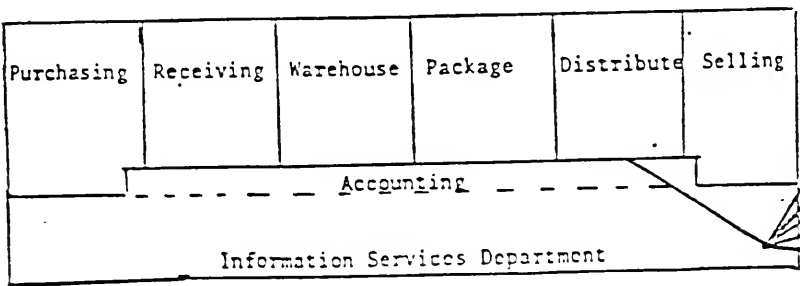 Purchasing Receiving Warehouse Package Distribute Selling
Accounting
Information Services Department